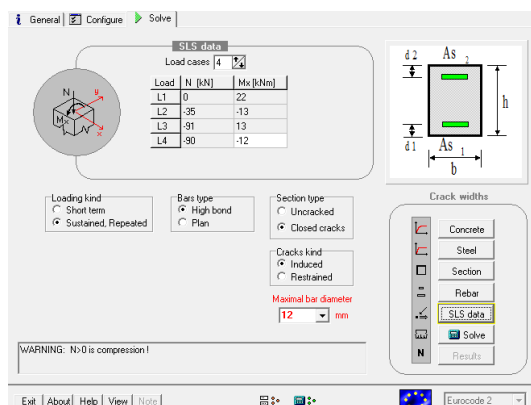 General Configure Solve
SLS data
Load cases 4
Load N [kN] Mx [kNm]
L1 0 22
L2 -35 -13
L3 -91 13
L4 -90 -12
N
y
Mx
x
d 2 As 2
h
d 1 As 1
b
Loading kind
Short term
Sustained, Repeated
Bars type
High bond
Plan
Section type
Uncracked
Closed cracks
Cracks kind
Induced
Restrained
Maximal bar diameter
12 mm
Crack widths
Concrete
Steel
Section
Rebar
SLS data
Solve
N Results
WARNING: N>0 is compression !
Exit About Help View Note Eurocode 2